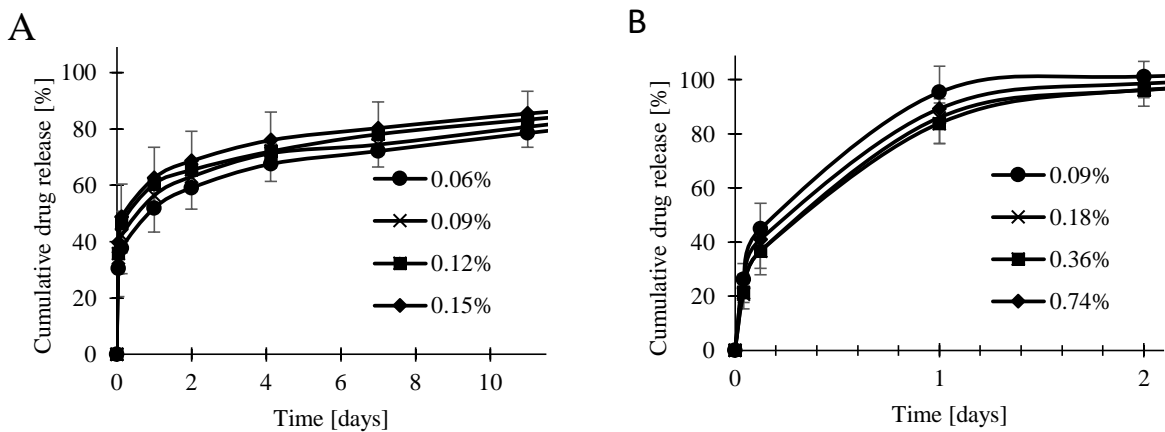 A
Cumulative drug release [%]
100
80
60
40
20
0
0 2 4 6 8 10
Time [days]
0.06%
0.09%
0.12%
0.15%
B
Cumulative drug release [%]
100
80
60
40
20
0
0 1 2
Time [days]
0.09%
0.18%
0.36%
0.74%